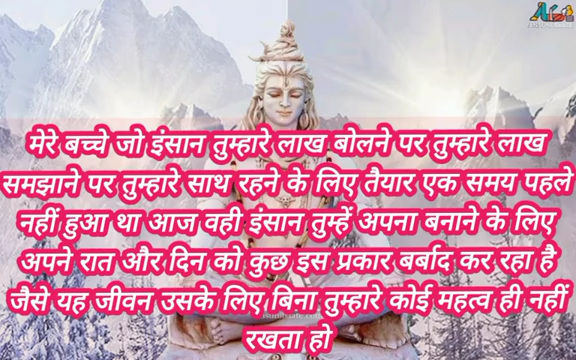 मेरे बच्चे जो इंसान तुम्हारे लाख बोलने पर तुम्हारे लाख
समझाने पर तुम्हारे साथ रहने के लिए तैयार एक समय पहले
नहीं हुआ था आज वही इंसान तुम्हें अपना बनाने के लिए
अपने रात और दिन को कुछ इस प्रकार बर्बाद कर रहा है
जैसे यह जीवन उसके लिए बिना तुम्हारे कोई महत्व ही नहीं
रखता हो